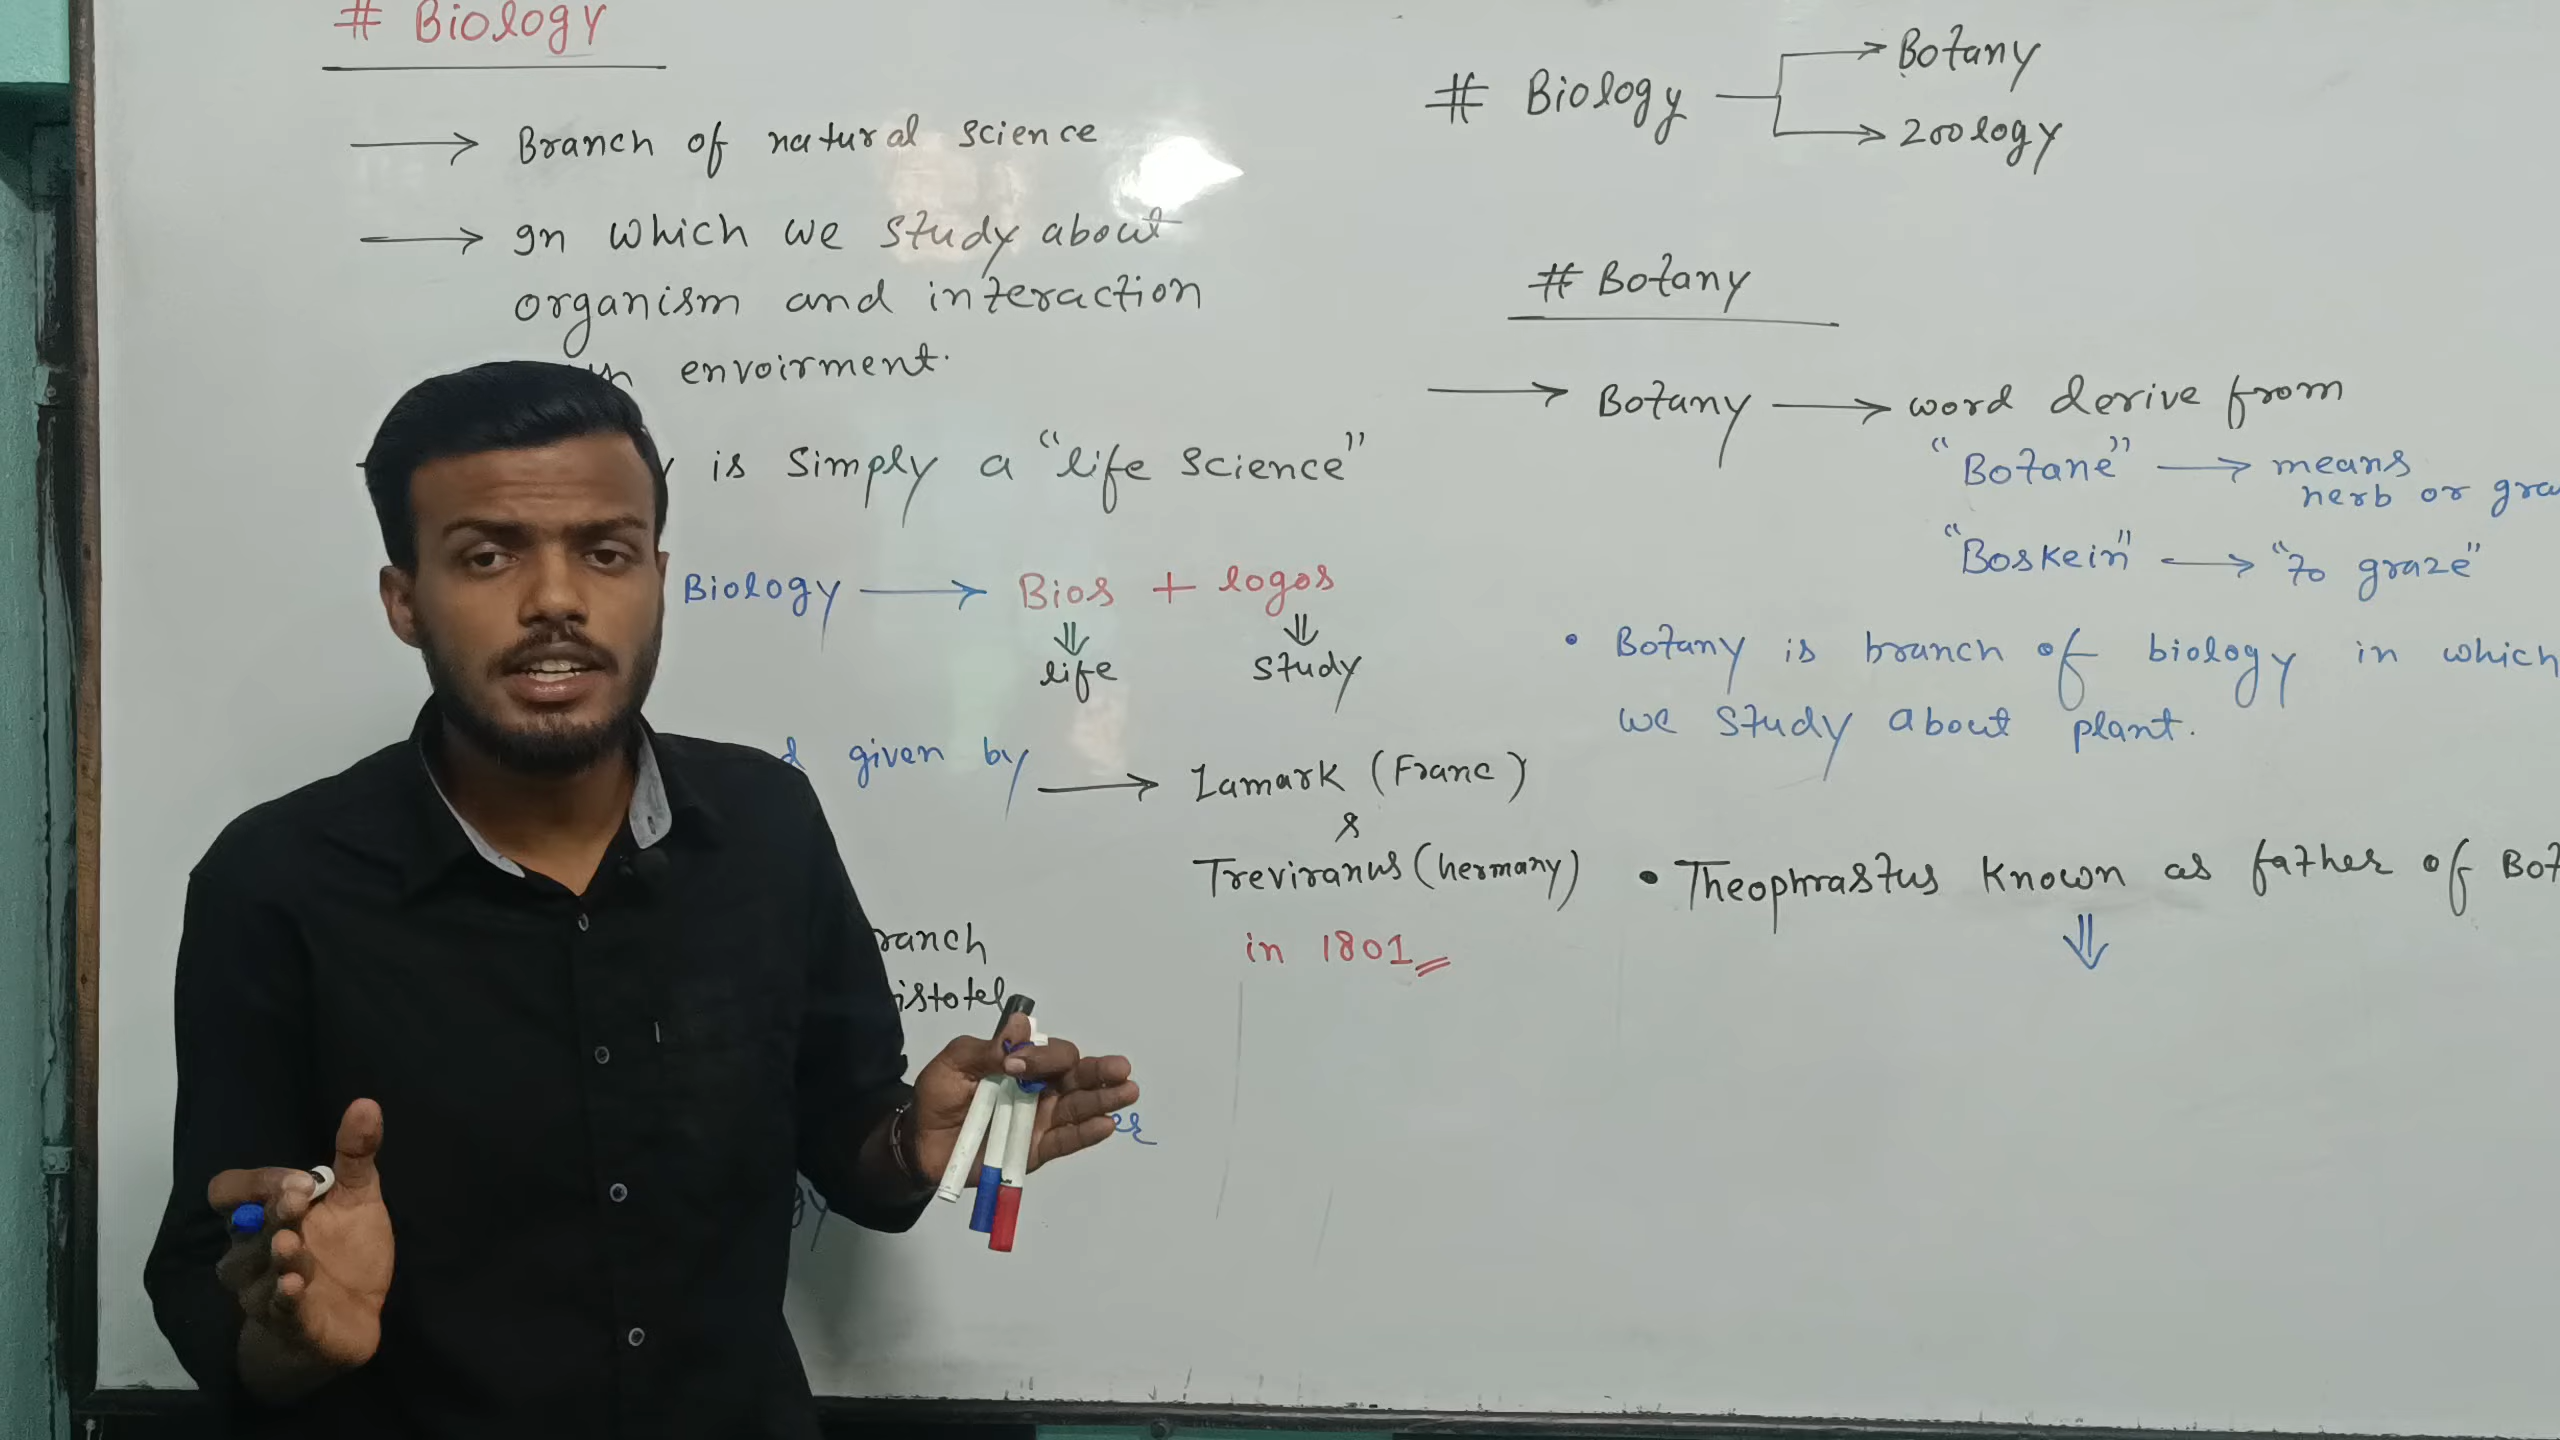 # Biology
→ Branch of natural science
→ In which we study about
organism and interaction
envoirment.
is simply a "life science"
Biology → Bios + logos
⇓ ⇓
life study
given by → Lamark (Franc)
&
Treviranus (Germany)
in 1801
ranch
istotel
# Biology → Botany
→ Zoology
# Botany
→ Botany → word derive from
"Botane" → means
herb or gra
"Boskein" → "to graze"
• Botany is branch of biology in which
we study about plant.
• Theophrastus known as father of Bot
⇓